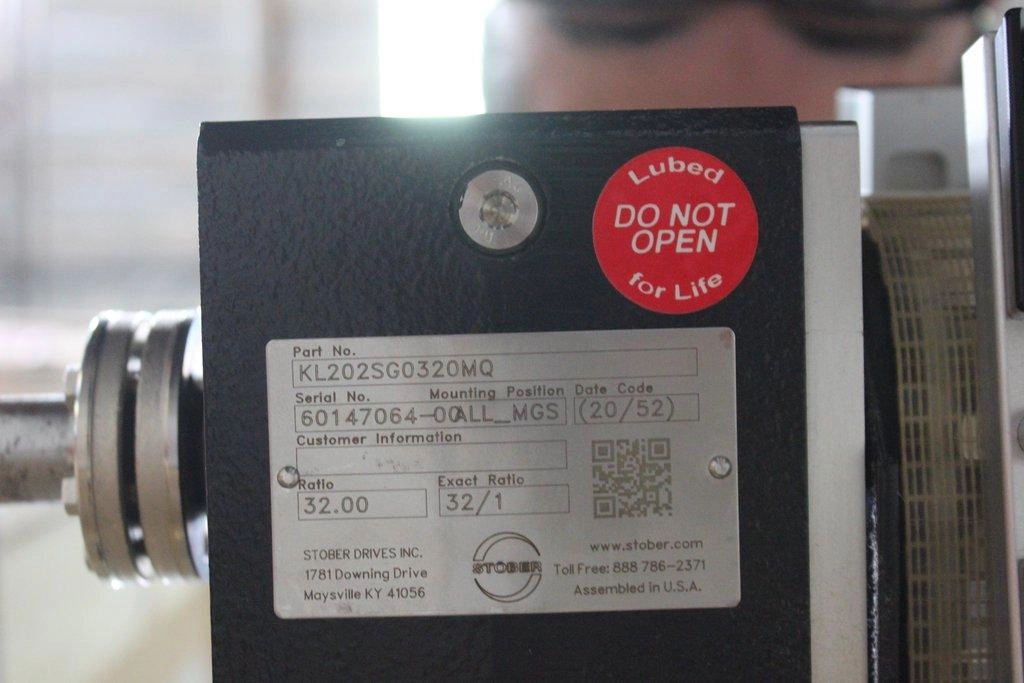 Lubed
DO NOT
OPEN
for Life
Part No.
KL202SG0320MQ
Serial No. Mounting Position Date Code
60147064-00 ALL_MGS (20/52)
Customer Information
Ratio Exact Ratio
32.00 32/1
STOBER DRIVES INC.
1781 Downing Drive
Maysville KY 41056
STOBER
www.stober.com
Toll Free: 888 786-2371
Assembled in U.S.A.